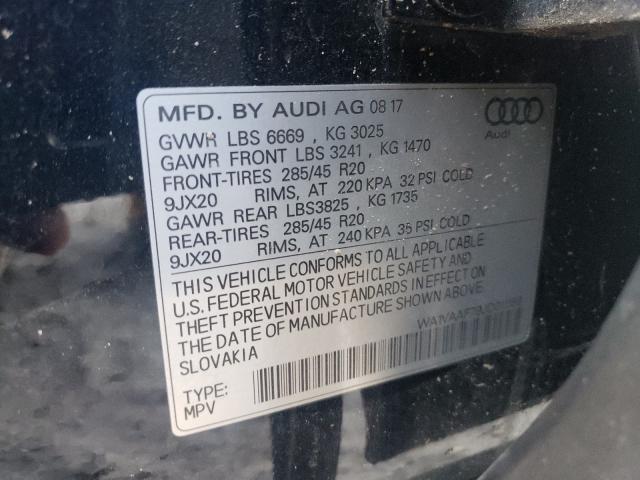 MFD. BY AUDI AG 08 17
GVWR LBS 6669 , KG 3025
GAWR FRONT LBS 3241 , KG 1470
FRONT-TIRES 285/45 R20
9JX20 RIMS, AT 220 KPA 32 PSI COLD
GAWR REAR LBS3825 , KG 1735
REAR-TIRES 285/45 R20
9JX20 RIMS, AT 240 KPA 35 PSI COLD
THIS VEHICLE CONFORMS TO ALL APPLICABLE
U.S. FEDERAL MOTOR VEHICLE SAFETY AND
THEFT PREVENTION STANDARDS IN EFFECT ON
THE DATE OF MANUFACTURE SHOWN ABOVE.
SLOVAKIA
TYPE:
MPV
Audi